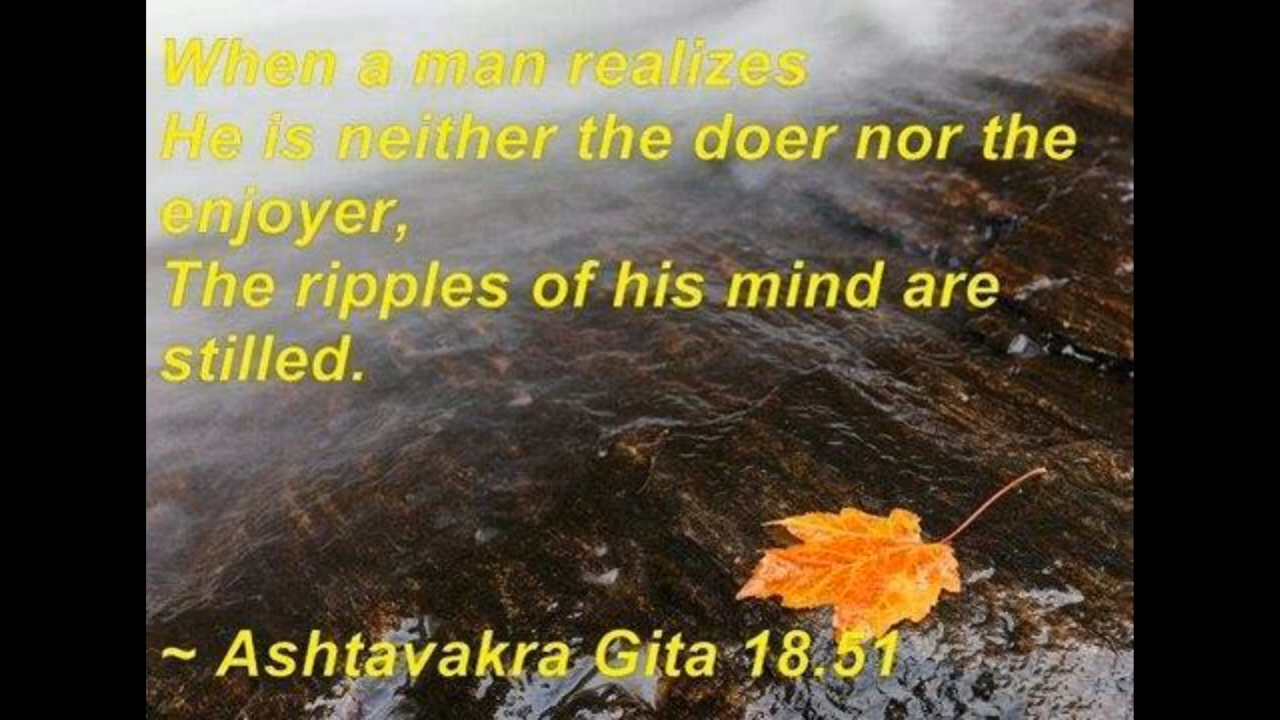 When a man realizes
He is neither the doer nor the
enjoyer,
The ripples of his mind are
stilled.
~ Ashtavakra Gita 18.51